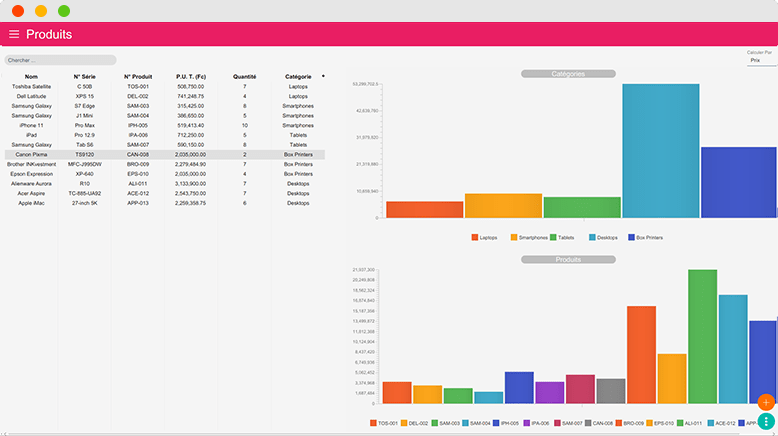 Produits
Chercher ...
Calculer Par
Prix
Nom N° Série N° Produit P.U. T. (Fc) Quantité Catégorie
Toshiba Satellite C 50B TOS-001 508,750.00 7 Laptops
Dell Latitude XPS 15 DEL-002 741,248.75 4 Laptops
Samsung Galaxy S7 Edge SAM-003 315,425.00 8 Smartphones
Samsung Galaxy J1 Mini SAM-004 386,650.00 5 Smartphones
iPhone 11 Pro Max IPH-005 519,413.40 10 Smartphones
iPad Pro 12.9 IPA-006 712,250.00 5 Tablets
Samsung Galaxy Tab S6 SAM-007 590,150.00 8 Tablets
Canon Pixma TS9120 CAN-008 2,035,000.00 2 Box Printers
Brother INKvestment MFC-J995DW BRO-009 2,279,484.90 7 Box Printers
Epson Expression XP-640 EPS-010 2,035,000.00 4 Box Printers
Alienware Aurora R10 ALI-011 3,133,900.00 7 Desktops
Acer Aspire TC-885-UA92 ACE-012 2,543,750.00 7 Desktops
Apple iMac 27-inch 5K APP-013 2,259,358.75 6 Desktops
Catégories
42,638,760
31,979,820
21,319,880
10,659,940
0
Laptops Smartphones Tablets Desktops Box Printers
Produits
21,937,300
20,249,808
18,562,324
16,874,840
15,187,356
13,499,872
11,812,388
10,124,904
8,437,420
6,749,936
5,062,452
3,374,968
1,687,484
0
TOS-001 DEL-002 SAM-003 SAM-004 IPH-005 IPA-006 SAM-007 CAN-008 BRO-009 EPS-010 ALI-011 ACE-012 APP